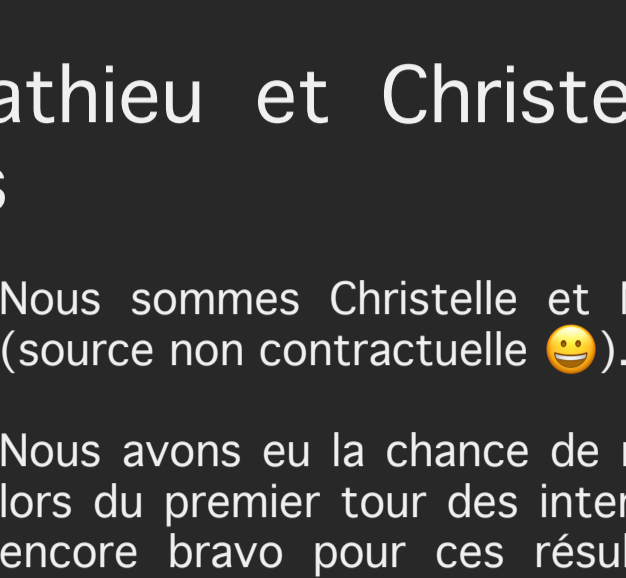 athieu et Christe
s
Nous sommes Christelle et
(source non contractuelle 😀).
Nous avons eu la chance de
lors du premier tour des inter
encore bravo pour ces résul